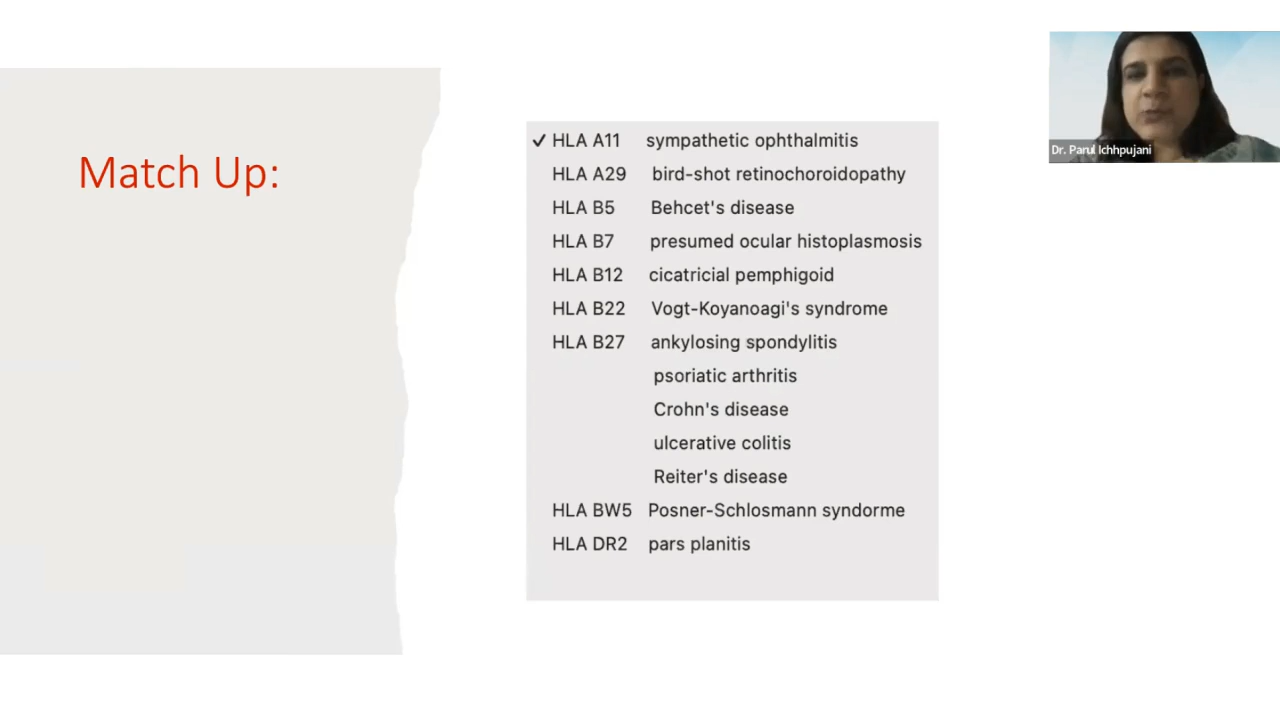 Match Up:
✓ HLA A11 sympathetic ophthalmitis
HLA A29 bird-shot retinochoroidopathy
HLA B5 Behcet's disease
HLA B7 presumed ocular histoplasmosis
HLA B12 cicatricial pemphigoid
HLA B22 Vogt-Koyanoagi's syndrome
HLA B27 ankylosing spondylitis
psoriatic arthritis
Crohn's disease
ulcerative colitis
Reiter's disease
HLA BW5 Posner-Schlosmann syndorme
HLA DR2 pars planitis
Dr. Parul Ichhpujani